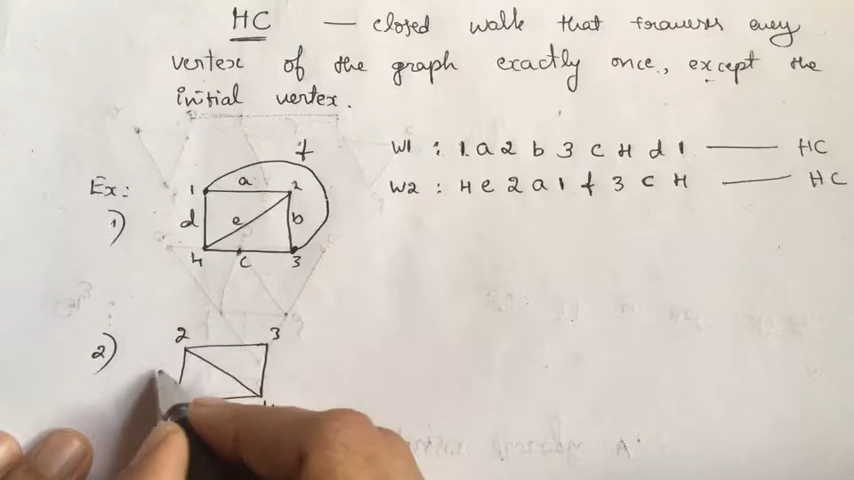 HC — closed walk that traverses every
vertex of the graph exactly once, except the
initial vertex.
Ex:
1)
f
1 a 2
d e b
4 c 3
W1 : 1 a 2 b 3 c 4 d 1 — HC
W2 : 4 e 2 a 1 f 3 c 4 — HC
2)
2 3